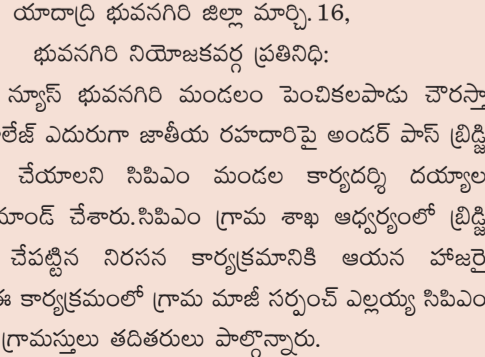 యాదాద్రి భువనగిరి జిల్లా మార్చి. 16,
భువనగిరి నియోజకవర్గ ప్రతినిధి:
న్యూస్ భువనగిరి మండలం పెంచికలపాడు చౌరస్తా
లేజ్ ఎదురుగా జాతీయ రహదారిపై అండర్ పాస్ బ్రిడ్జి
చేయాలని సిపిఎం మండల కార్యదర్శి దయ్యాల
మాండ్ చేశారు.సిపిఎం గ్రామ శాఖ ఆధ్వర్యంలో బ్రిడ్జి
చేపట్టిన నిరసన కార్యక్రమానికి ఆయన హాజరై
ఈ కార్యక్రమంలో గ్రామ మాజీ సర్పంచ్ ఎల్లయ్య సిపిఎం
గ్రామస్తులు తదితరులు పాల్గొన్నారు.